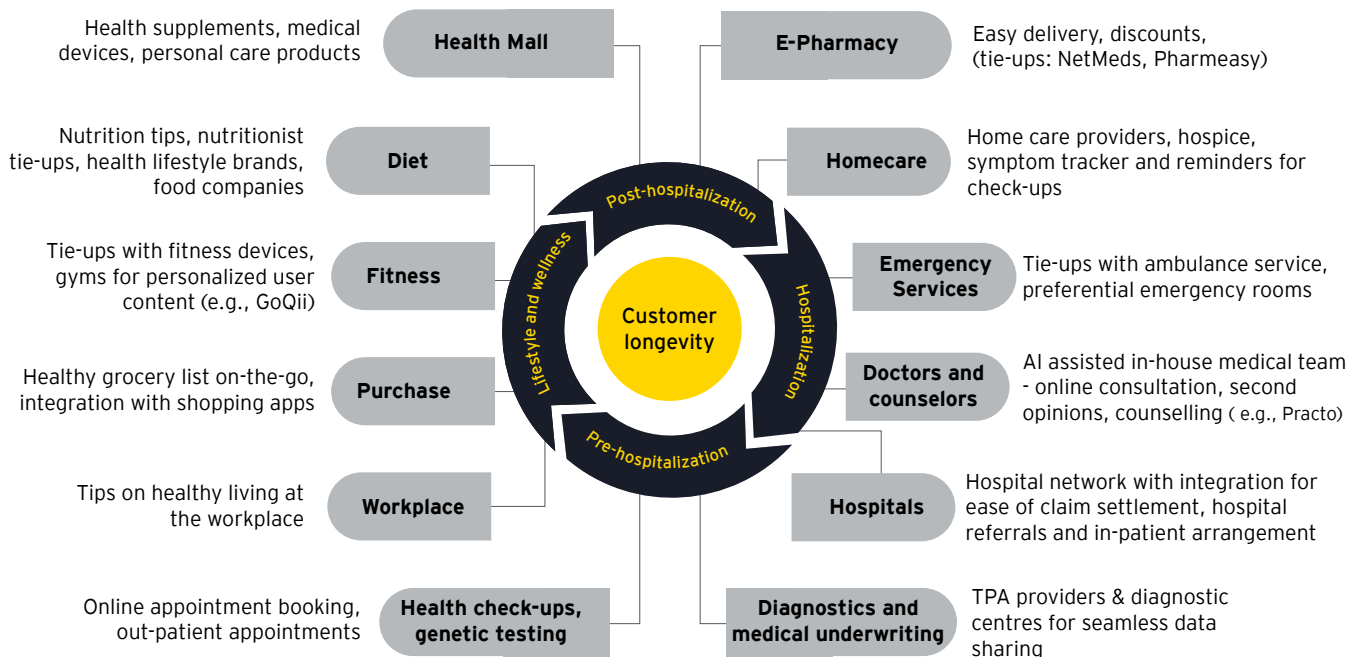 Health supplements, medical
devices, personal care products
Health Mall
E-Pharmacy
Easy delivery, discounts,
(tie-ups: NetMeds, Pharmeasy)
Nutrition tips, nutritionist
tie-ups, health lifestyle brands,
food companies
Diet
Homecare
Home care providers, hospice,
symptom tracker and reminders for
check-ups
Post-hospitalization
Tie-ups with fitness devices,
gyms for personalized user
content (e.g., GoQii)
Fitness
Lifestyle and wellness
Customer
longevity
Hospitalization
Emergency
Services
Tie-ups with ambulance service,
preferential emergency rooms
Healthy grocery list on-the-go,
integration with shopping apps
Purchase
Doctors and
counselors
AI assisted in-house medical team
- online consultation, second
opinions, counselling ( e.g., Practo)
Pre-hospitalization
Tips on healthy living at
the workplace
Workplace
Hospitals
Hospital network with integration for
ease of claim settlement, hospital
referrals and in-patient arrangement
Online appointment booking,
out-patient appointments
Health check-ups,
genetic testing
Diagnostics and
medical underwriting
TPA providers & diagnostic
centres for seamless data
sharing